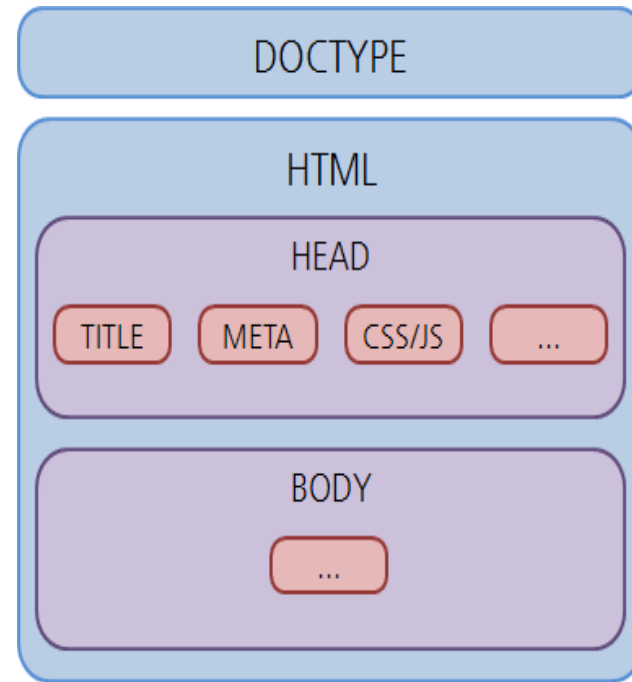 DOCTYPE
HTML
HEAD
TITLE META CSS/JS ...
BODY
...